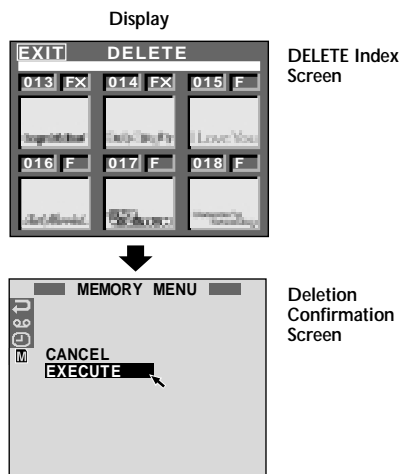 Display
EXIT DELETE
DELETE Index
Screen
013 FX 014 FX 015 F
I Love You
016 F 017 F 018 F
MEMORY MENU
Deletion
Confirmation
Screen
M
CANCEL
EXECUTE